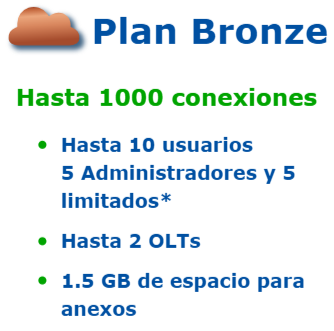 Plan Bronze
Hasta 1000 conexiones
Hasta 10 usuarios
5 Administradores y 5
limitados*
Hasta 2 OLTs
1.5 GB de espacio para
anexos